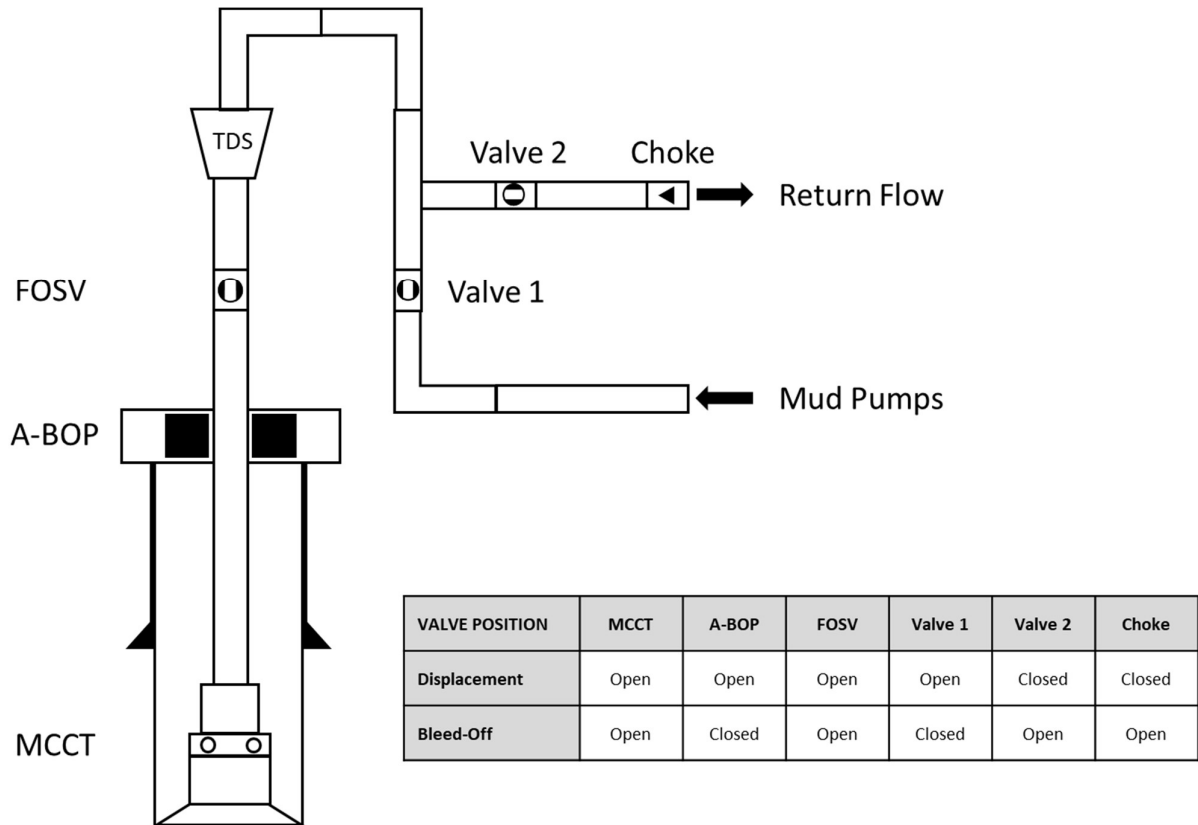 TDS
Valve 2
Choke
Return Flow
FOSV
Valve 1
Mud Pumps
A-BOP
MCCT
VALVE POSITION MCCT A-BOP FOSV Valve 1 Valve 2 Choke
Displacement Open Open Open Open Closed Closed
Bleed-Off Open Closed Open Closed Open Open